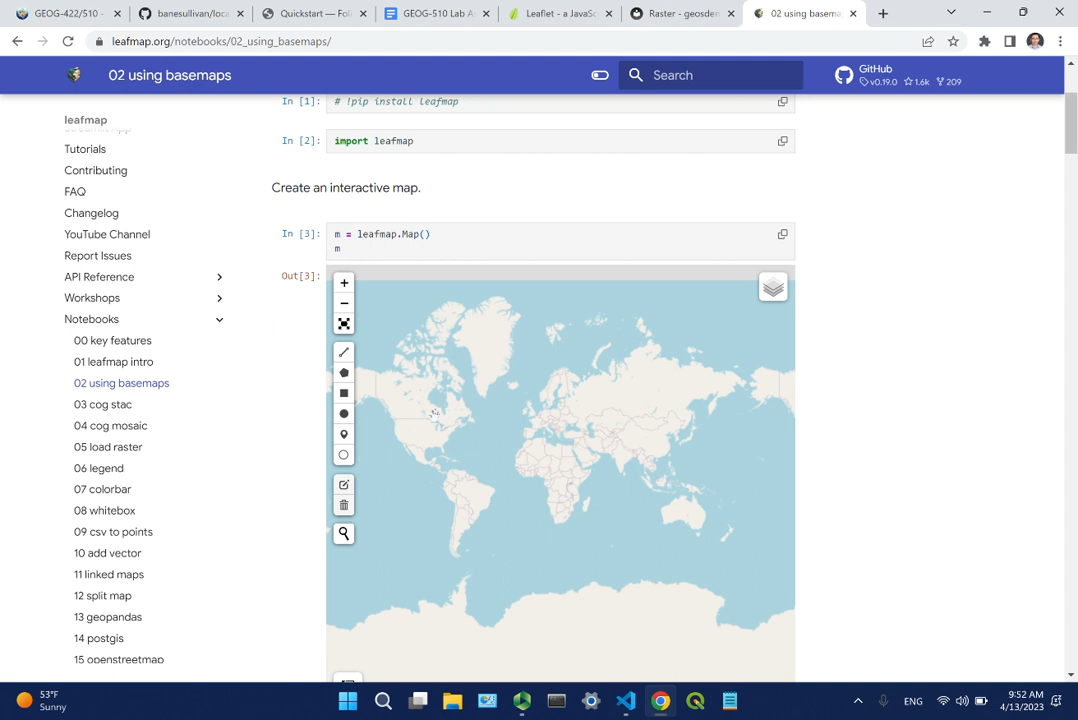 GEOG-422/510 -
banesullivan/loca
Quickstart — Foli
GEOG-510 Lab As
Leaflet - a JavaSc
Raster - geosdem
02 using basema
leafmap.org/notebooks/02_using_basemaps/
02 using basemaps
Search
GitHub
v0.19.0 1.6k 209
leafmap
Streamlit App
Tutorials
Contributing
FAQ
Changelog
YouTube Channel
Report Issues
API Reference
Workshops
Notebooks
00 key features
01 leafmap intro
02 using basemaps
03 cog stac
04 cog mosaic
05 load raster
06 legend
07 colorbar
08 whitebox
09 csv to points
10 add vector
11 linked maps
12 split map
13 geopandas
14 postgis
15 openstreetmap
In [1]: # !pip install leafmap
In [2]: import leafmap
Create an interactive map.
In [3]: m = leafmap.Map()
m
Out[3]:
+
−
53°F
Sunny
ENG
9:52 AM
4/13/2023